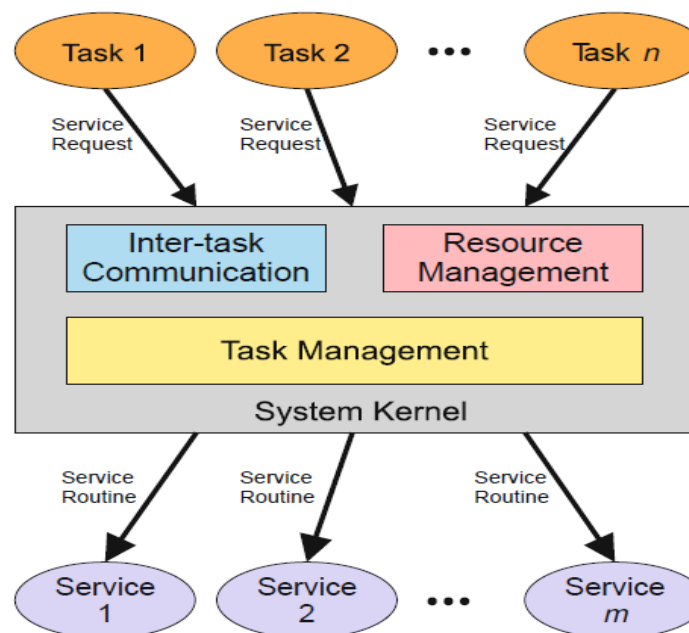 Task 1
Task 2
•••
Task n
Service
Request
Service
Request
Service
Request
Inter-task
Communication
Resource
Management
Task Management
System Kernel
Service
Routine
Service
Routine
Service
Routine
Service
1
Service
2
•••
Service
m